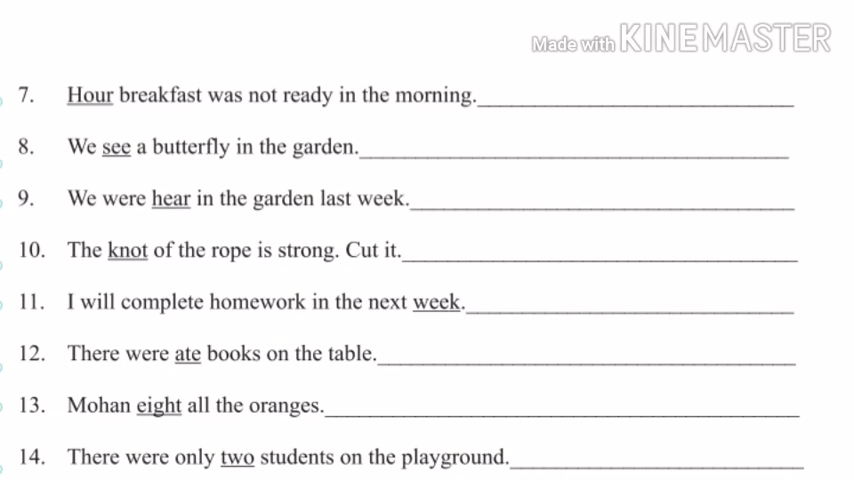 Made with KINEMASTER
7. Hour breakfast was not ready in the morning.
8. We see a butterfly in the garden.
9. We were hear in the garden last week.
10. The knot of the rope is strong. Cut it.
11. I will complete homework in the next week.
12. There were ate books on the table.
13. Mohan eight all the oranges.
14. There were only two students on the playground.